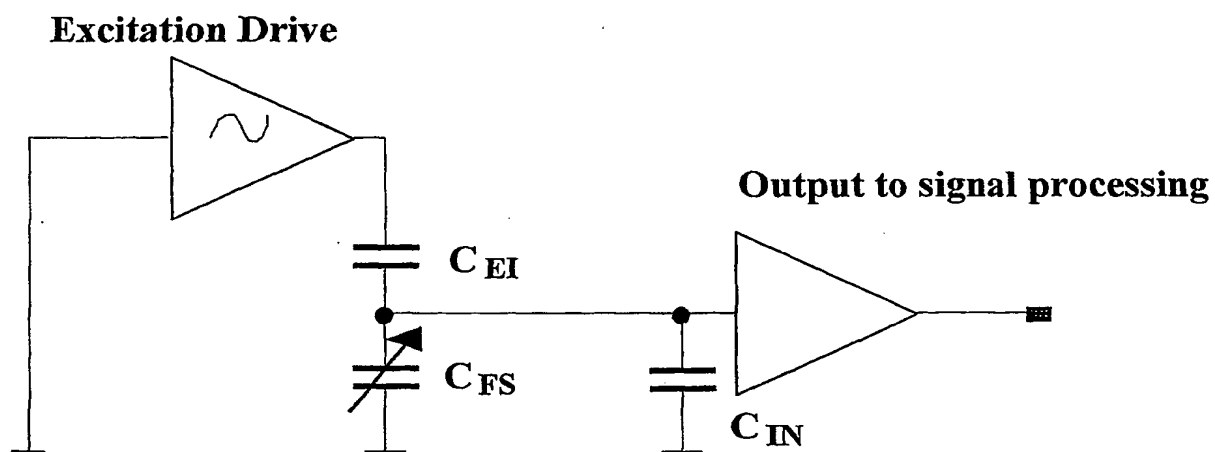 Excitation Drive
Output to signal processing
C EI
C FS
C IN